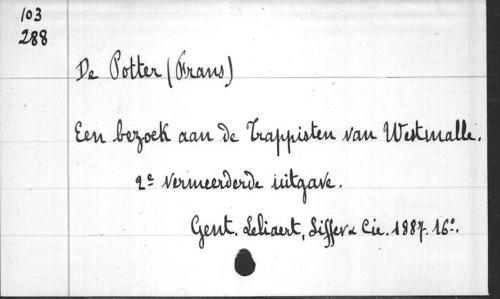 103
288
De Potter (Frans)
Een bezoek aan de Trappisten van Westmalle.
2e vermeerderde uitgave.
Gent. Leliaert, Siffer & Cie. 1887. 16°.